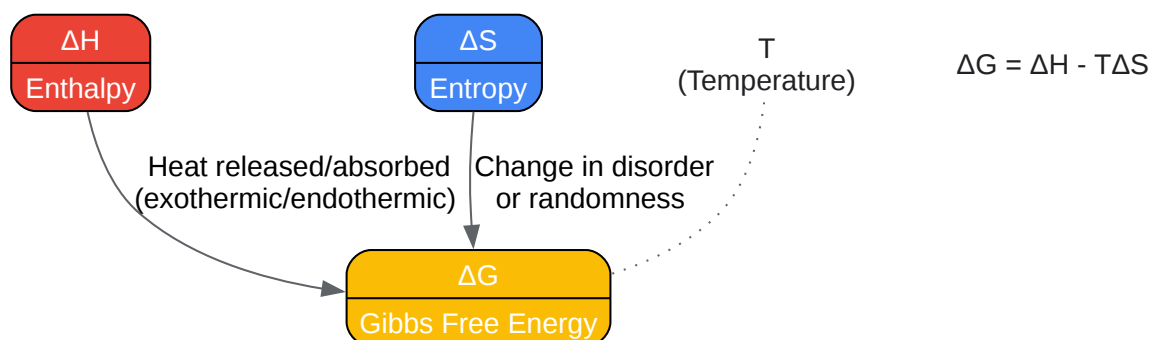 ΔH
Enthalpy
ΔS
Entropy
T
(Temperature)
ΔG = ΔH - TΔS
Heat released/absorbed
(exothermic/endothermic)
Change in disorder
or randomness
ΔG
Gibbs Free Energy